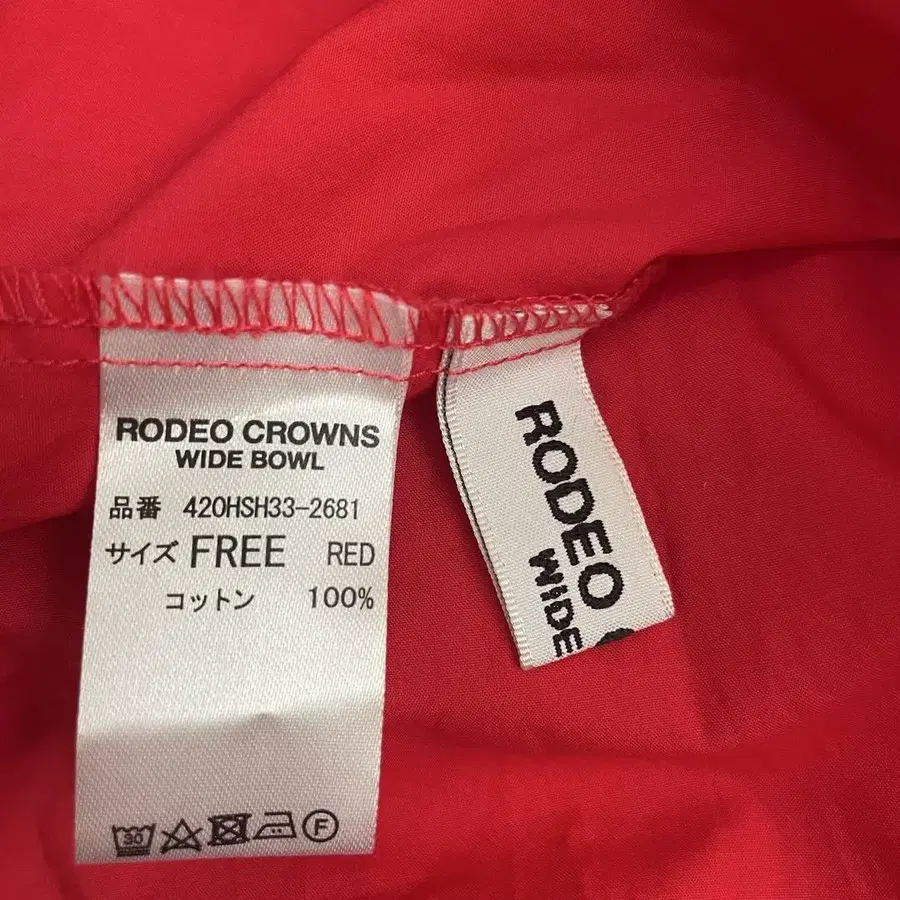 RODEO CROWNS
WIDE BOWL
品番 420HSH33-2681
サイズ FREE RED
コットン 100%
30
F
RODEO
WIDE